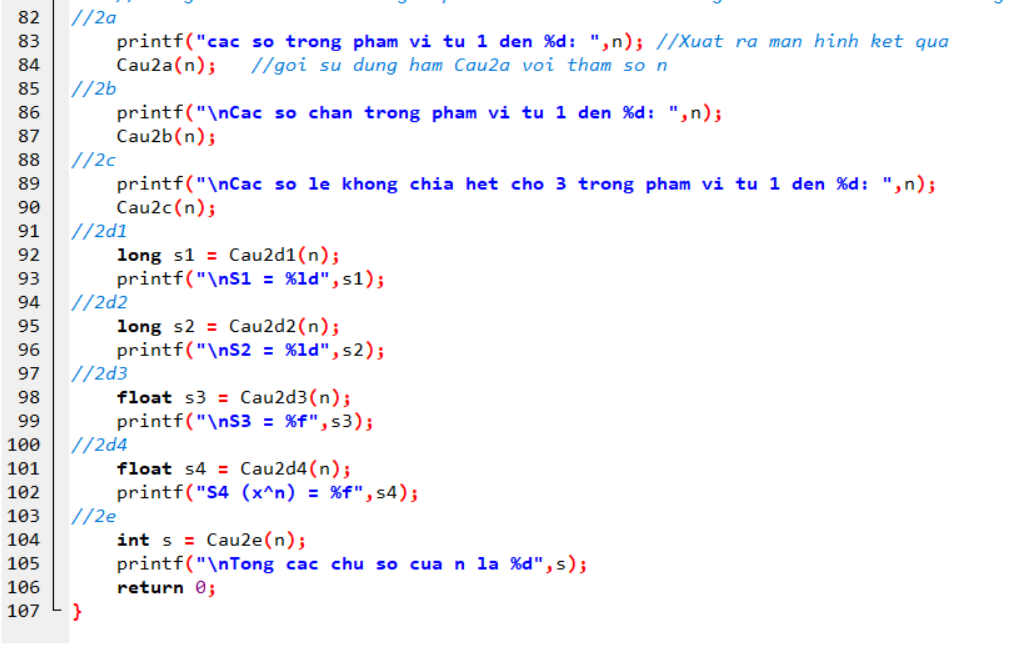 82 //2a
83 printf("cac so trong pham vi tu 1 den %d: ",n); //Xuat ra man hinh ket qua
84 Cau2a(n); //goi su dung ham Cau2a voi tham so n
85 //2b
86 printf("\nCac so chan trong pham vi tu 1 den %d: ",n);
87 Cau2b(n);
88 //2c
89 printf("\nCac so le khong chia het cho 3 trong pham vi tu 1 den %d: ",n);
90 Cau2c(n);
91 //2d1
92 long s1 = Cau2d1(n);
93 printf("\nS1 = %ld",s1);
94 //2d2
95 long s2 = Cau2d2(n);
96 printf("\nS2 = %ld",s2);
97 //2d3
98 float s3 = Cau2d3(n);
99 printf("\nS3 = %f",s3);
100 //2d4
101 float s4 = Cau2d4(n);
102 printf("S4 (x^n) = %f",s4);
103 //2e
104 int s = Cau2e(n);
105 printf("\nTong cac chu so cua n la %d",s);
106 return 0;
107 }